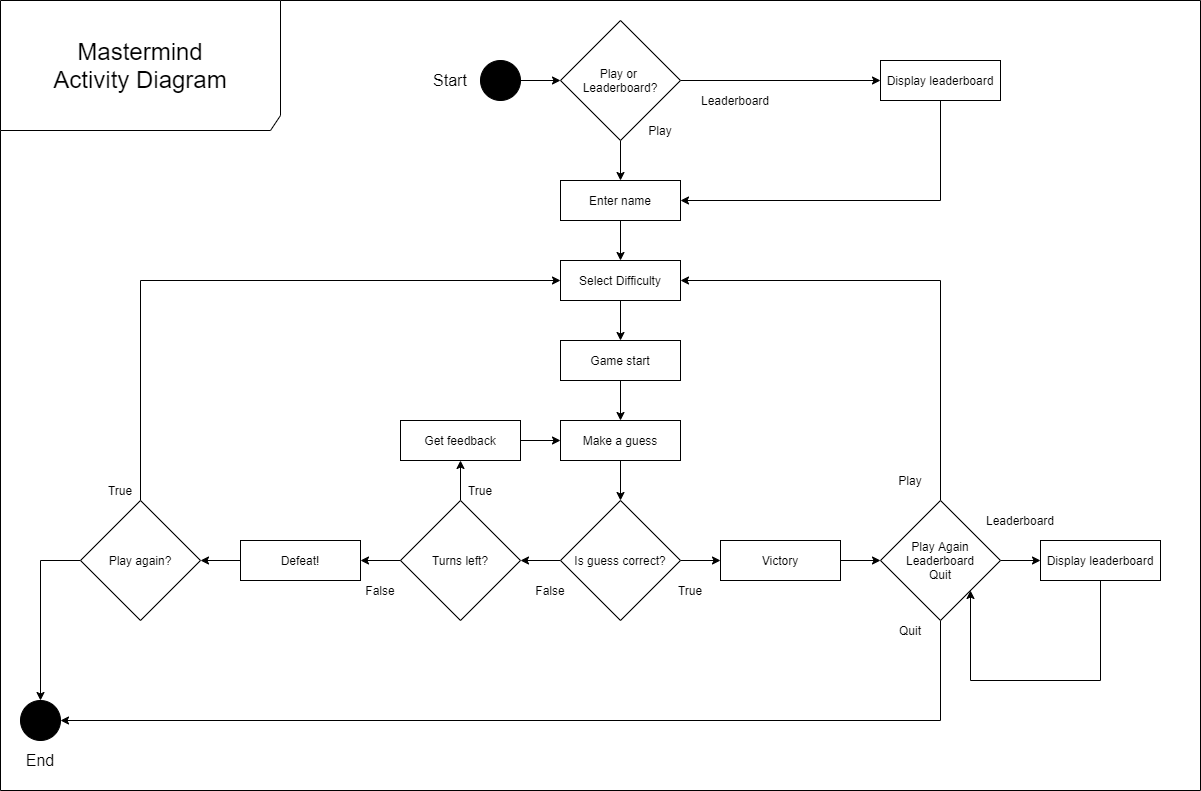 Mastermind
Activity Diagram
Start
Play or
Leaderboard?
Display leaderboard
Leaderboard
Play
Enter name
Select Difficulty
Game start
Get feedback
Make a guess
True
True
Play
Leaderboard
Play again?
Defeat!
Turns left?
Is guess correct?
Victory
Play Again
Leaderboard
Quit
Display leaderboard
False
False
True
Quit
End